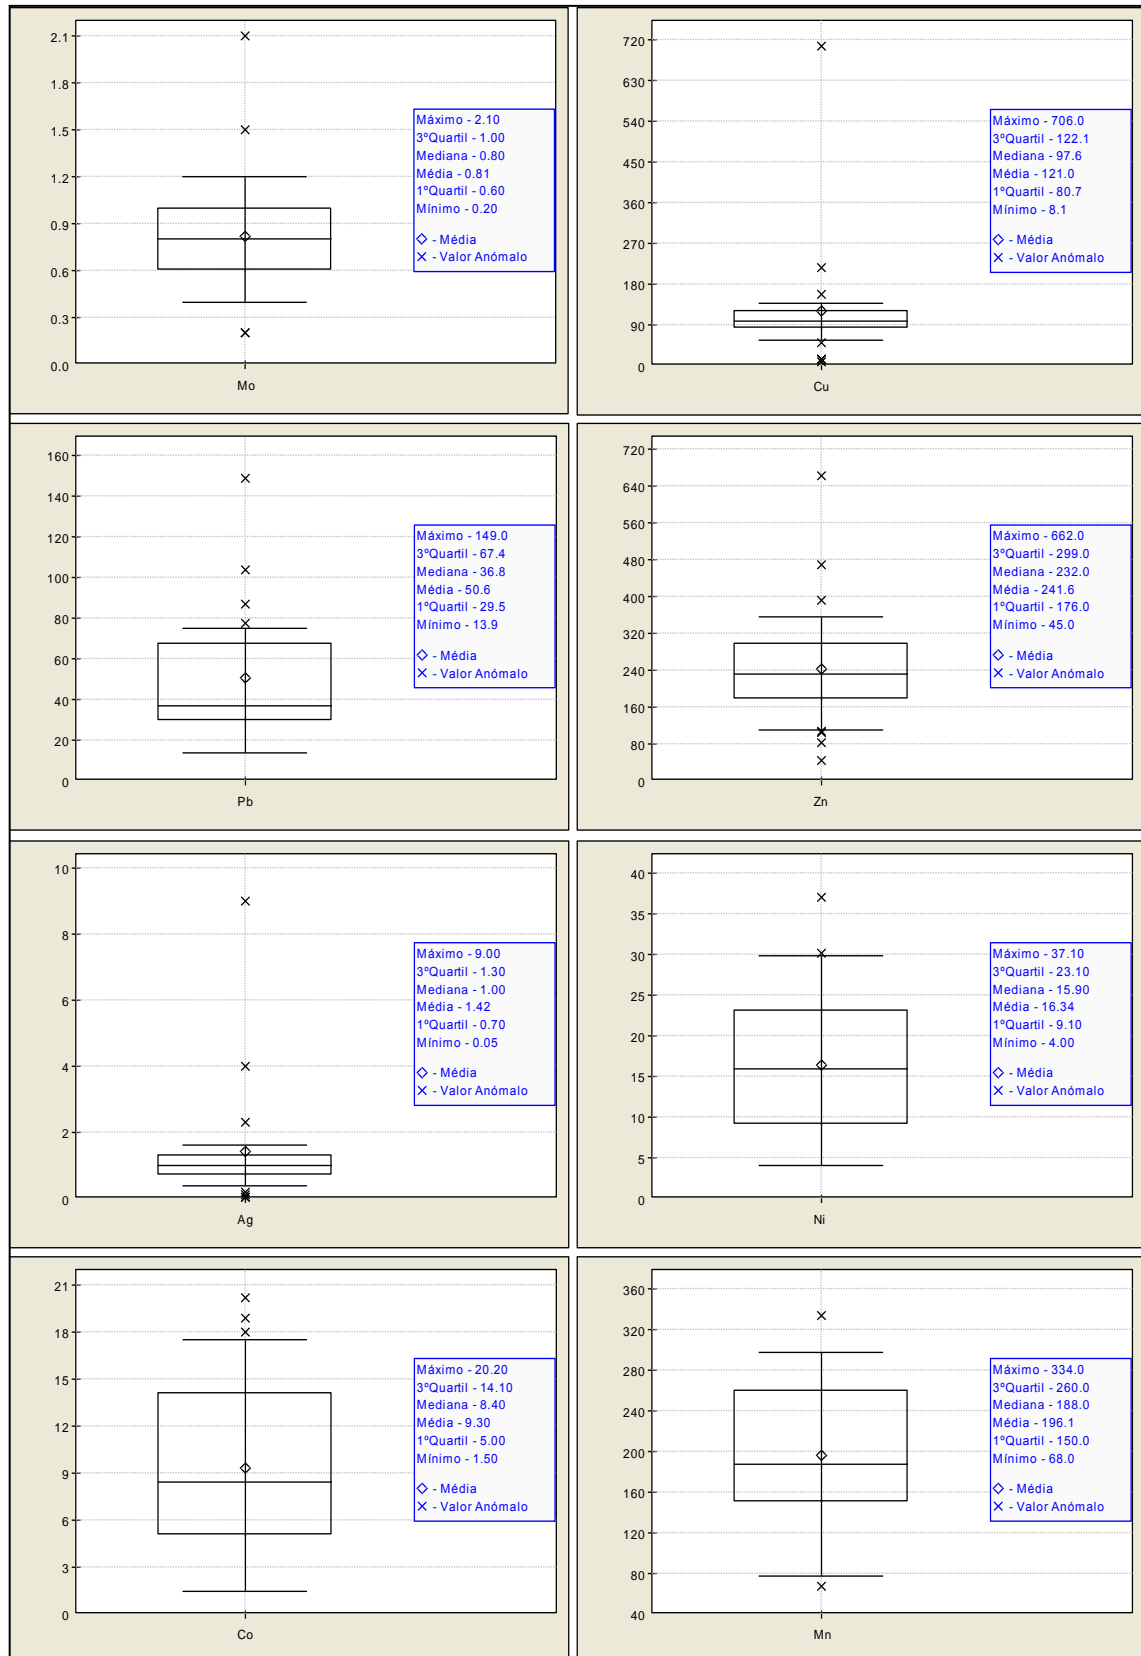 2.1
1.8
1.5
1.2
0.9
0.6
0.3
0.0
Mo
Máximo - 2.10
3ºQuartil - 1.00
Mediana - 0.80
Média - 0.81
1ºQuartil - 0.60
Mínimo - 0.20
- Média
- Valor Anómalo
720
630
540
450
360
270
180
90
0
Cu
Máximo - 706.0
3ºQuartil - 122.1
Mediana - 97.6
Média - 121.0
1ºQuartil - 80.7
Mínimo - 8.1
- Média
- Valor Anómalo
160
140
120
100
80
60
40
20
0
Pb
Máximo - 149.0
3ºQuartil - 67.4
Mediana - 36.8
Média - 50.6
1ºQuartil - 29.5
Mínimo - 13.9
- Média
- Valor Anómalo
720
640
560
480
400
320
240
160
80
0
Zn
Máximo - 662.0
3ºQuartil - 299.0
Mediana - 232.0
Média - 241.6
1ºQuartil - 176.0
Mínimo - 45.0
- Média
- Valor Anómalo
10
8
6
4
2
0
Ag
Máximo - 9.00
3ºQuartil - 1.30
Mediana - 1.00
Média - 1.42
1ºQuartil - 0.70
Mínimo - 0.05
- Média
- Valor Anómalo
40
35
30
25
20
15
10
5
0
Ni
Máximo - 37.10
3ºQuartil - 23.10
Mediana - 15.90
Média - 16.34
1ºQuartil - 9.10
Mínimo - 4.00
- Média
- Valor Anómalo
21
18
15
12
9
6
3
0
Co
Máximo - 20.20
3ºQuartil - 14.10
Mediana - 8.40
Média - 9.30
1ºQuartil - 5.00
Mínimo - 1.50
- Média
- Valor Anómalo
360
320
280
240
200
160
120
80
40
Mn
Máximo - 334.0
3ºQuartil - 260.0
Mediana - 188.0
Média - 196.1
1ºQuartil - 150.0
Mínimo - 68.0
- Média
- Valor Anómalo